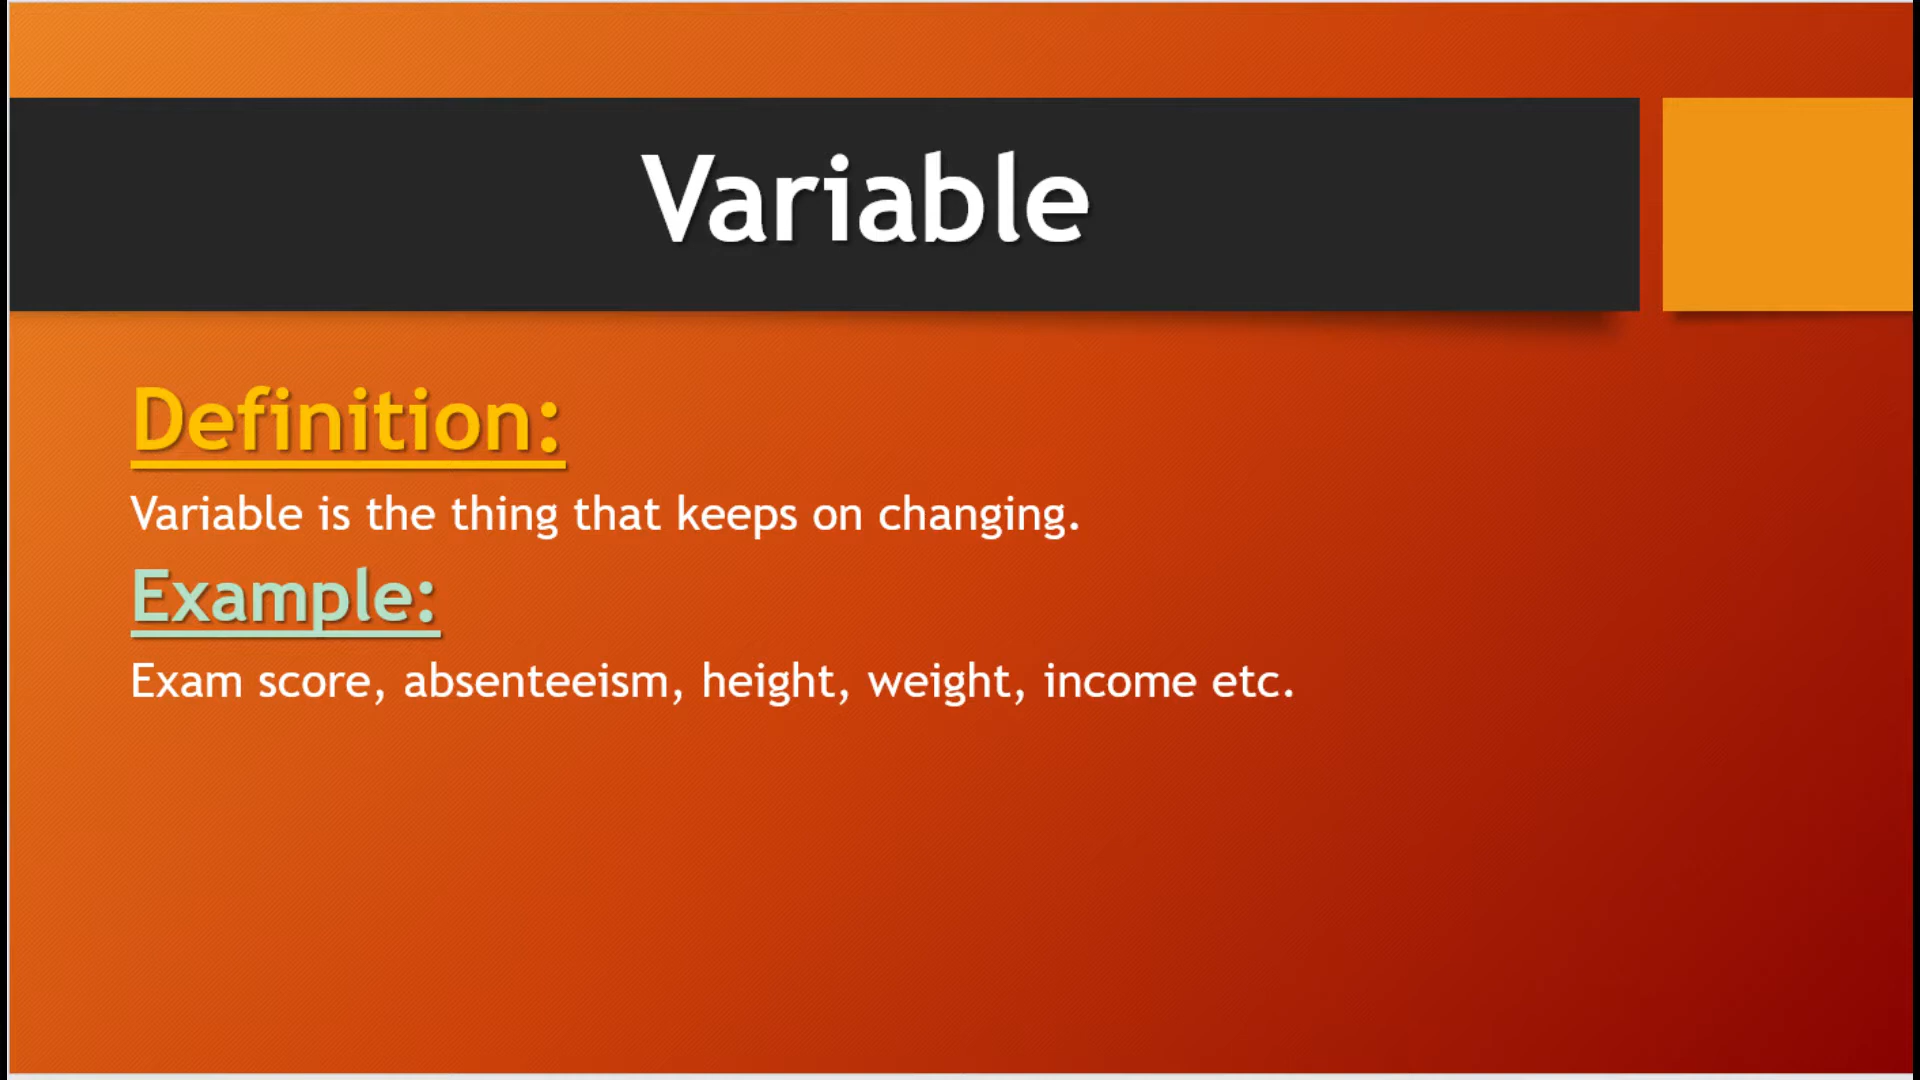 Variable
Definition:
Variable is the thing that keeps on changing.
Example:
Exam score, absenteeism, height, weight, income etc.